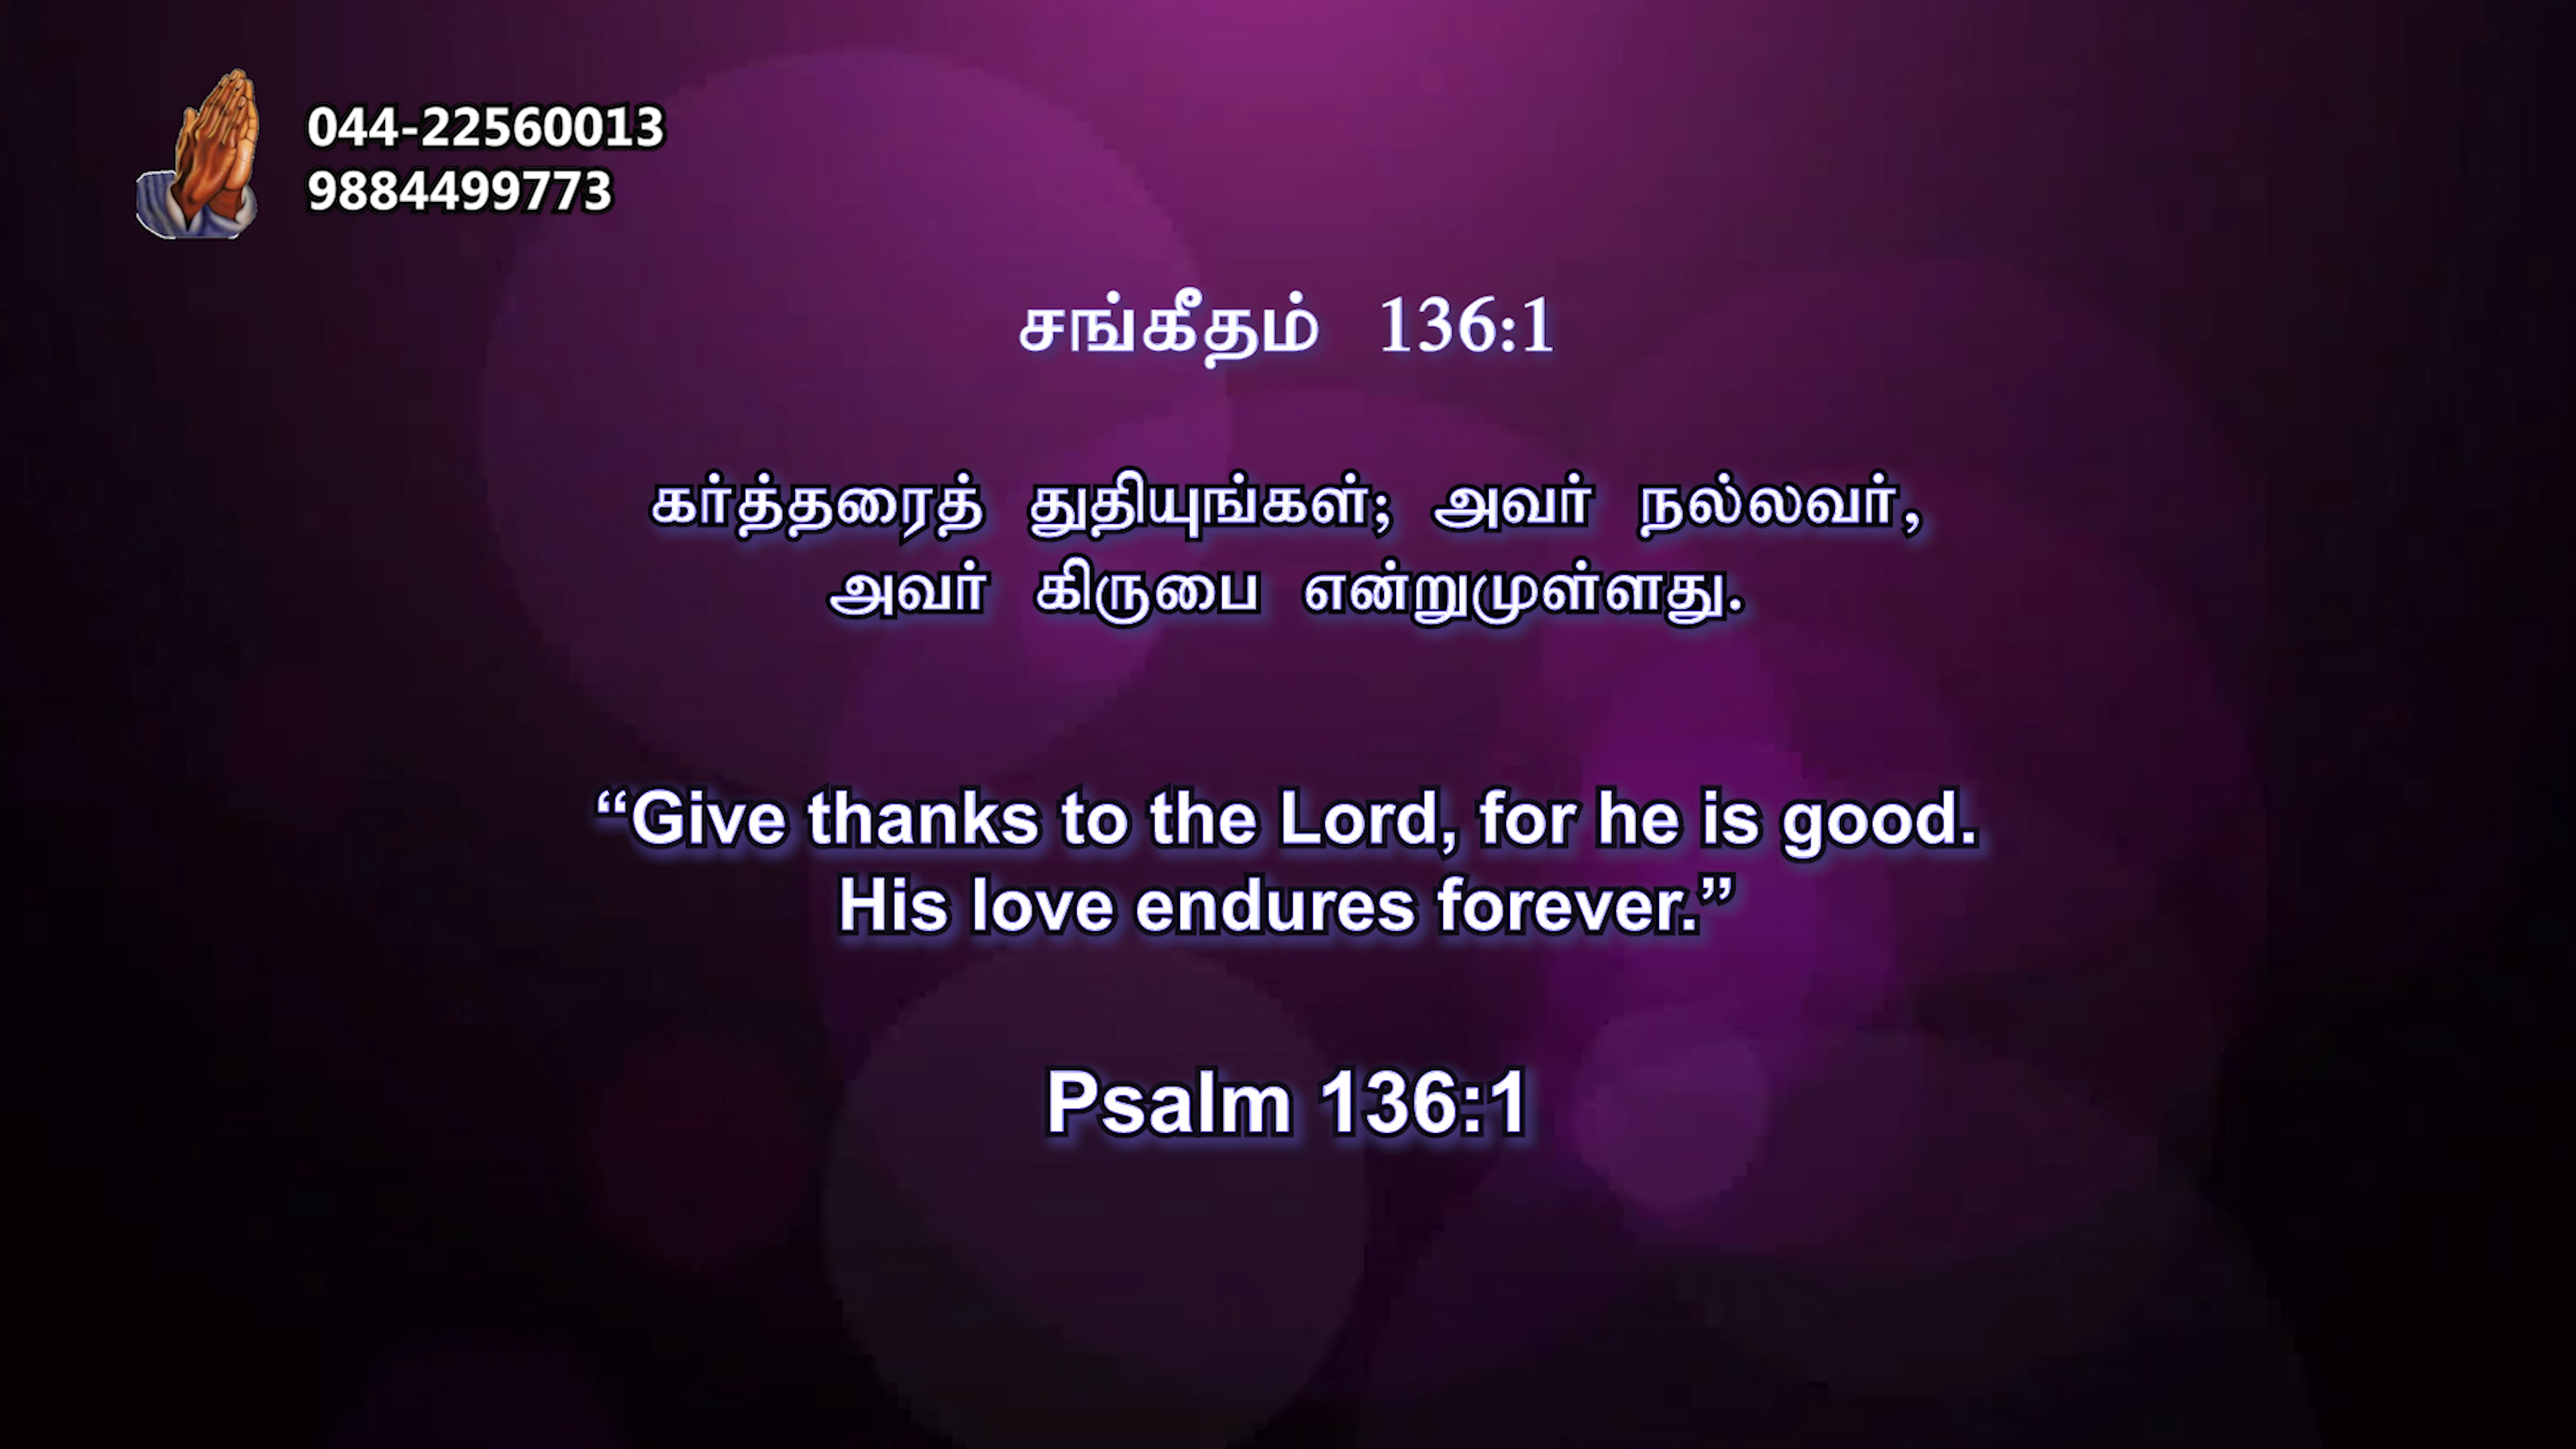 044-22560013
9884499773
சங்கீதம் 136:1
கர்த்தரைத் துதியுங்கள்; அவர் நல்லவர்,
அவர் கிருபை என்றுமுள்ளது.
“Give thanks to the Lord, for he is good.
His love endures forever.”
Psalm 136:1